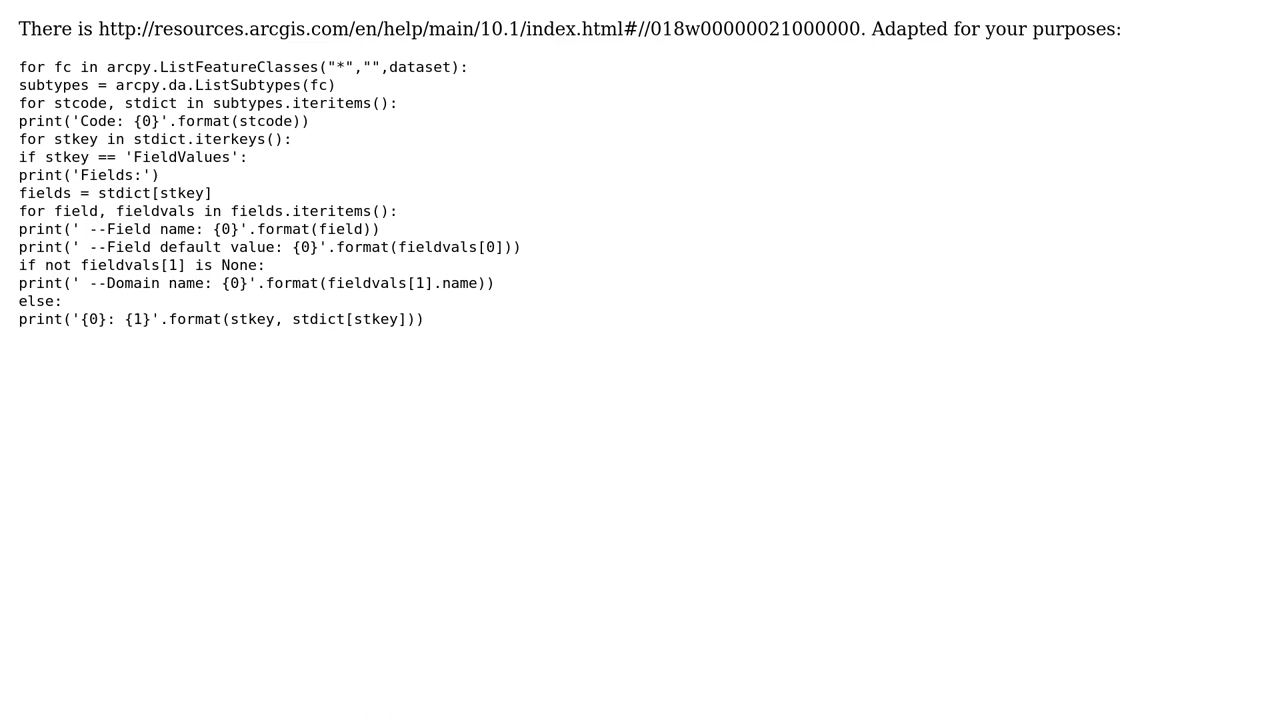 There is http://resources.arcgis.com/en/help/main/10.1/index.html#//018w00000021000000. Adapted for your purposes:
for fc in arcpy.ListFeatureClasses("*","",dataset):
subtypes = arcpy.da.ListSubtypes(fc)
for stcode, stdict in subtypes.iteritems():
print('Code: {0}'.format(stcode))
for stkey in stdict.iterkeys():
if stkey == 'FieldValues':
print('Fields:')
fields = stdict[stkey]
for field, fieldvals in fields.iteritems():
print(' --Field name: {0}'.format(field))
print(' --Field default value: {0}'.format(fieldvals[0]))
if not fieldvals[1] is None:
print(' --Domain name: {0}'.format(fieldvals[1].name))
else:
print('{0}: {1}'.format(stkey, stdict[stkey]))